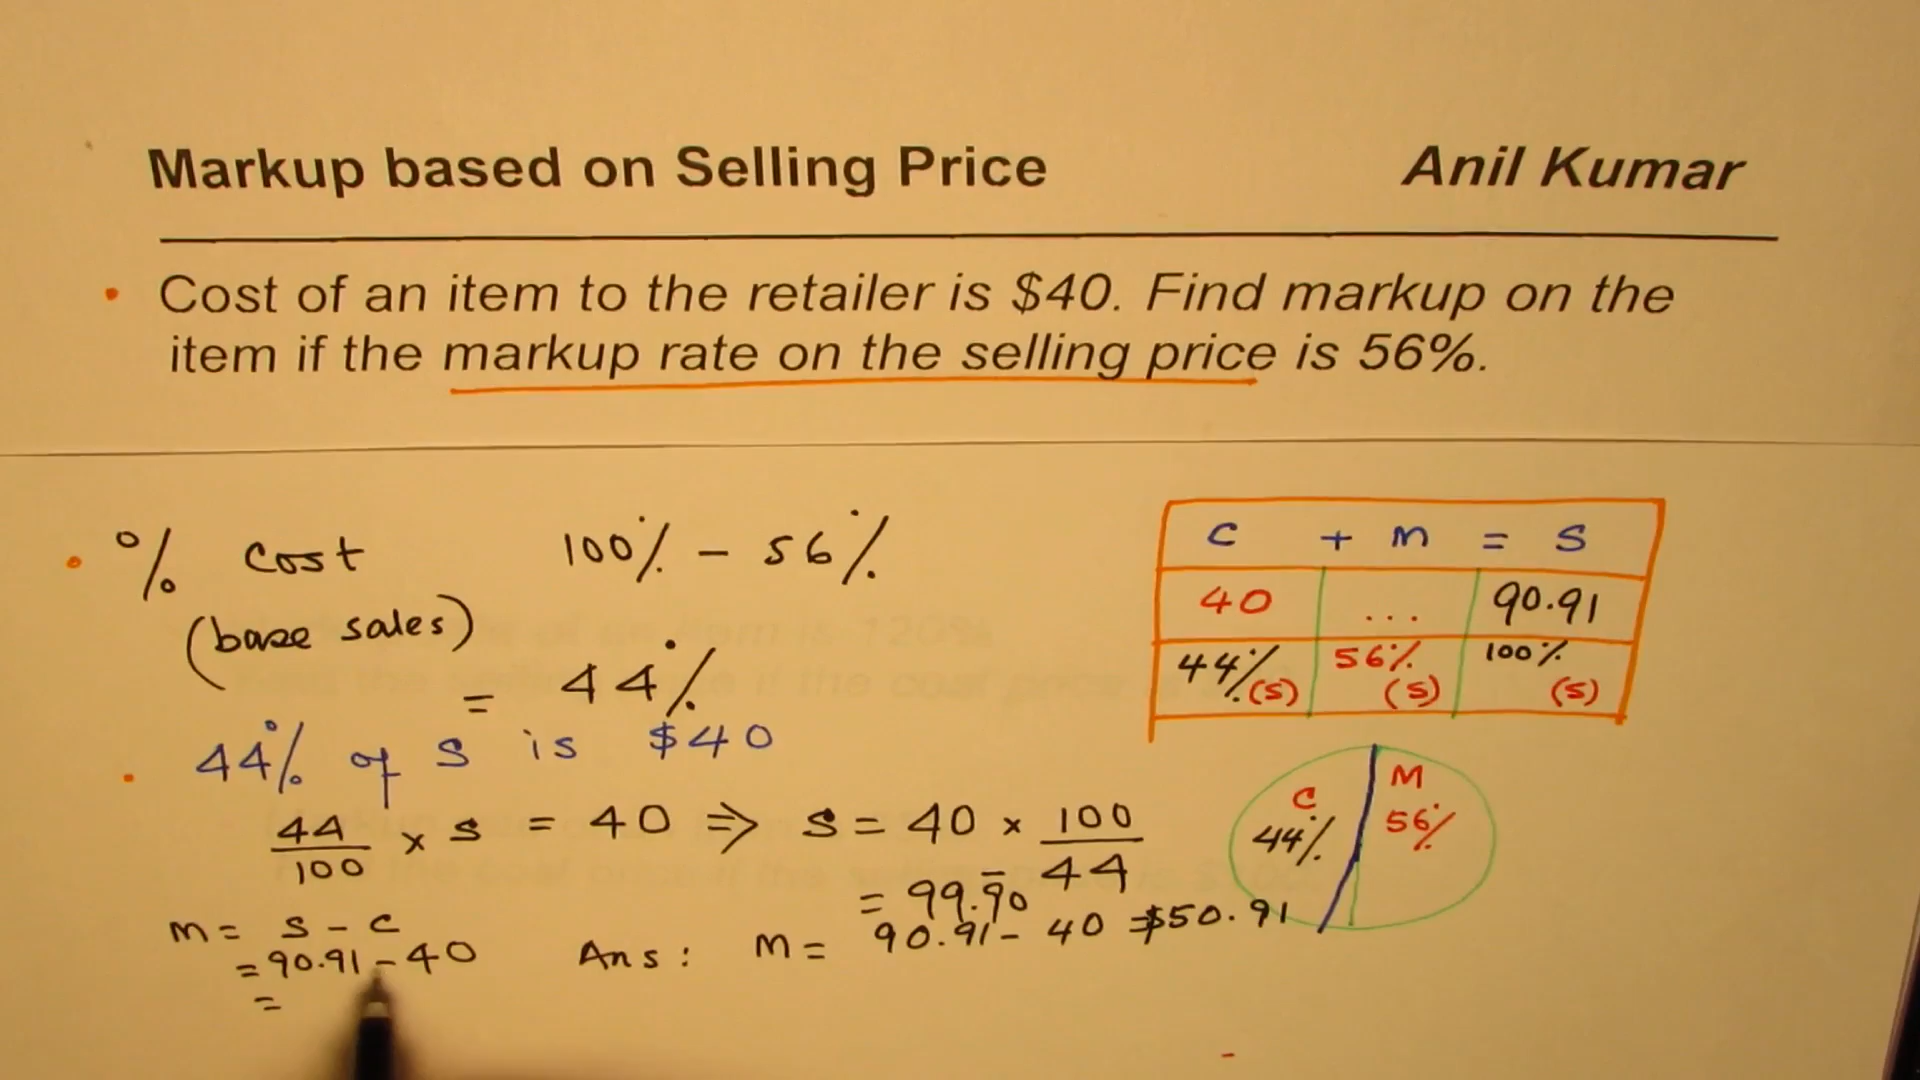 Markup based on Selling Price
Anil Kumar
• Cost of an item to the retailer is $40. Find markup on the
item if the markup rate on the selling price is 56%.
• % Cost 100% - 56%
(base sales)
= 44%
• 44% of S is $40
44/100 × S = 40 ⇒ S = 40 × 100/44
= 99.90
m = S - C
= 90.91 - 40
=
Ans: m = 90.91 - 40 = $50.91
C + m = S
40 ... 90.91
44% (S) 56% (S) 100% (S)
C 44%
M 56%